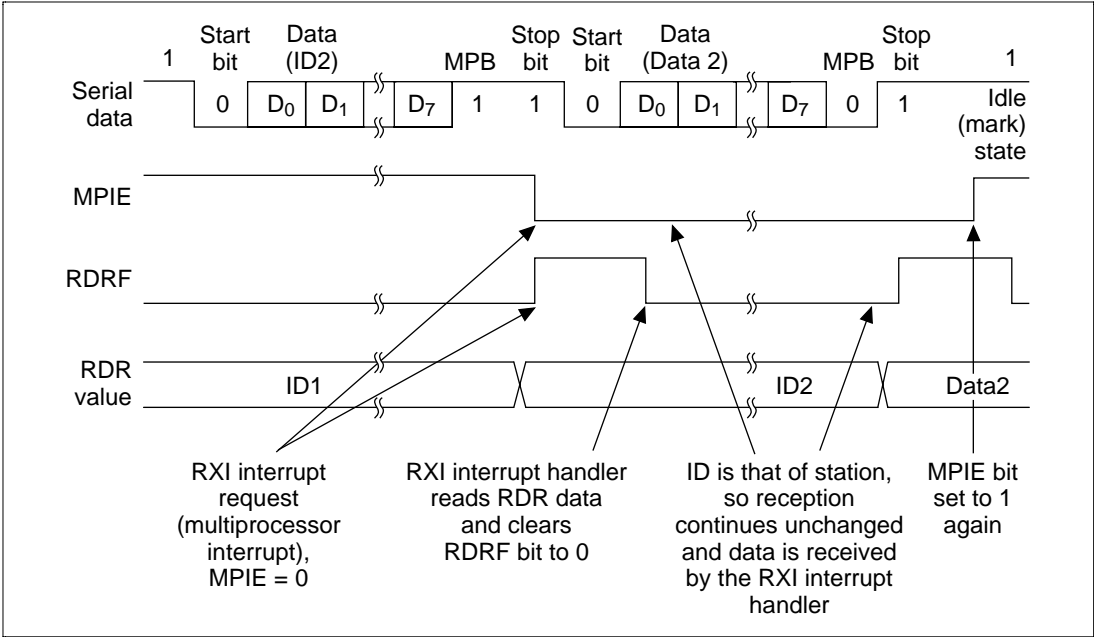 Start bit Data (ID2) Stop bit Start bit Data (Data 2) Stop bit
1 MPB MPB 1
Serial data 0 D0 D1 D7 1 1 0 D0 D1 D7 0 1 Idle (mark) state
MPIE
RDRF
RDR value ID1 ID2 Data2
RXI interrupt
request
(multiprocessor
interrupt),
MPIE = 0
RXI interrupt handler
reads RDR data
and clears
RDRF bit to 0
ID is that of station,
so reception
continues unchanged
and data is received
by the RXI interrupt
handler
MPIE bit
set to 1
again